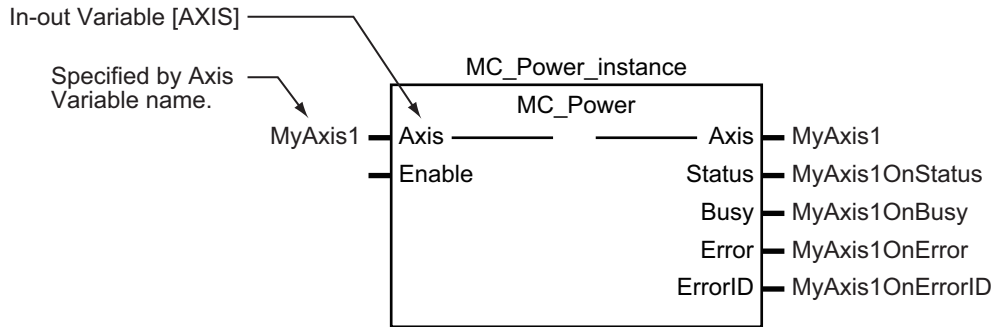 In-out Variable [AXIS]
Specified by Axis
Variable name.
MC_Power_instance
MC_Power
MyAxis1 Axis Axis MyAxis1
Enable Status MyAxis1OnStatus
Busy MyAxis1OnBusy
Error MyAxis1OnError
ErrorID MyAxis1OnErrorID